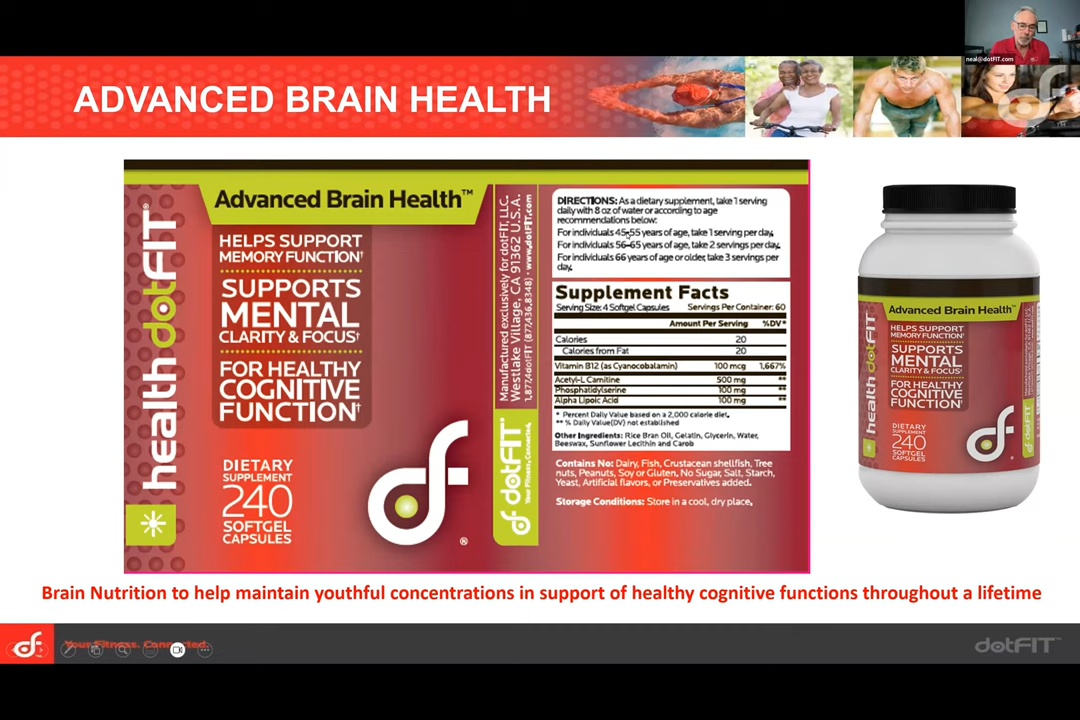 neal@dotFIT.com
ADVANCED BRAIN HEALTH
health dotFIT®
Advanced Brain Health™
HELPS SUPPORT
MEMORY FUNCTION†
SUPPORTS
MENTAL
CLARITY & FOCUS†
FOR HEALTHY
COGNITIVE
FUNCTION†
DIETARY
SUPPLEMENT
240
SOFTGEL
CAPSULES
®
Manufactured exclusively for dotFIT, LLC.
Westlake Village, CA 91362 U.S.A.
1.877.4dotFIT (877.436.8348) • www.dotFIT.com
dotFIT®
Your Fitness. Connected.
DIRECTIONS: As a dietary supplement, take 1 serving
daily with 8 oz of water or according to age
recommendations below:
For individuals 45-55 years of age, take 1 serving per day.
For individuals 56-65 years of age, take 2 servings per day.
For individuals 66 years of age or older, take 3 servings per
day.
Supplement Facts
Serving Size: 4 Softgel Capsules Servings Per Container: 60
Amount Per Serving %DV*
Calories 20
Calories from Fat 20
Vitamin B12 (as Cyanocobalamin) 100 mcg 1,667%
Acetyl-L Carnitine 500 mg **
Phosphatidylserine 100 mg **
Alpha Lipoic Acid 100 mg **
* Percent Daily Value based on a 2,000 calorie diet.
** % Daily Value(DV) not established
Other Ingredients: Rice Bran Oil, Gelatin, Glycerin, Water,
Beeswax, Sunflower Lecithin and Carob
Contains No: Dairy, Fish, Crustacean shellfish, Tree
nuts, Peanuts, Soy or Gluten, No Sugar, Salt, Starch,
Yeast, Artificial flavors, or Preservatives added.
Storage Conditions: Store in a cool, dry place.
Advanced Brain Health™
health dotFIT
HELPS SUPPORT
MEMORY FUNCTION†
SUPPORTS
MENTAL
CLARITY & FOCUS†
FOR HEALTHY
COGNITIVE
FUNCTION†
DIETARY
SUPPLEMENT
240
SOFTGEL
CAPSULES
dotFIT
Brain Nutrition to help maintain youthful concentrations in support of healthy cognitive functions throughout a lifetime
Your Fitness. Connected.
dotFIT™